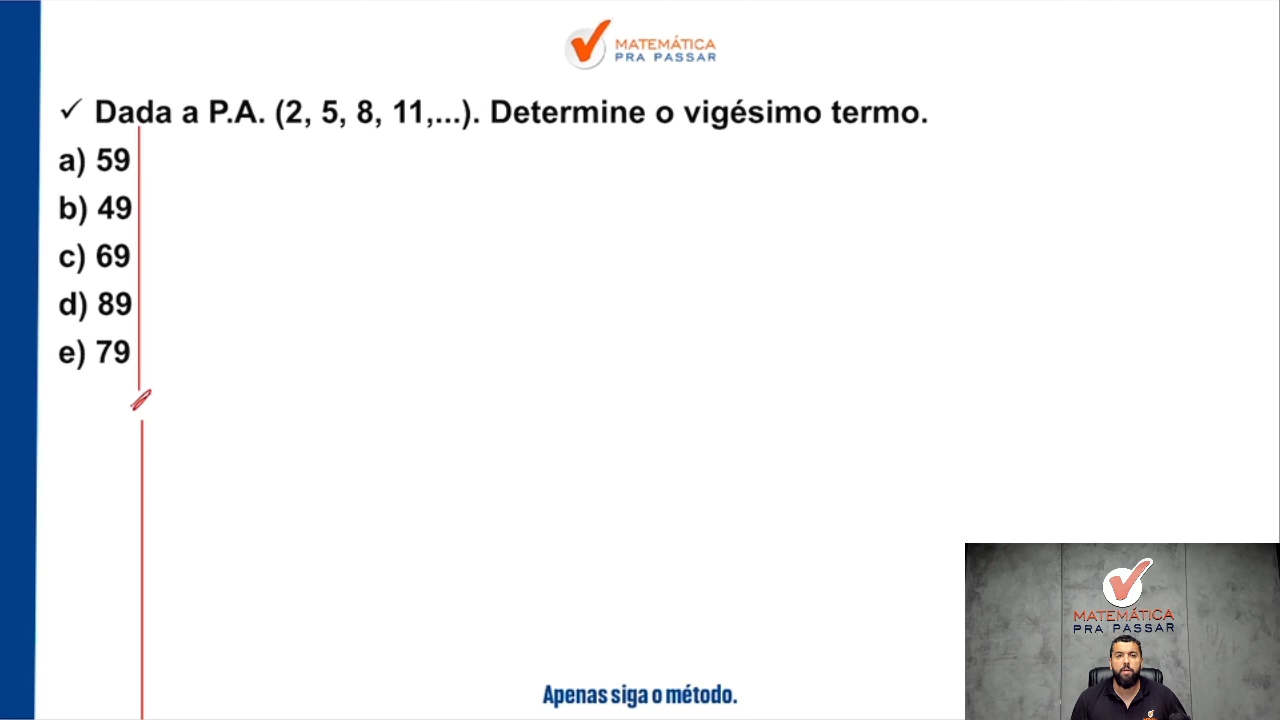 MATEMÁTICA
PRA PASSAR
✓ Dada a P.A. (2, 5, 8, 11,...). Determine o vigésimo termo.
a) 59
b) 49
c) 69
d) 89
e) 79
MATEMÁTICA
PRA PASSAR
Apenas siga o método.